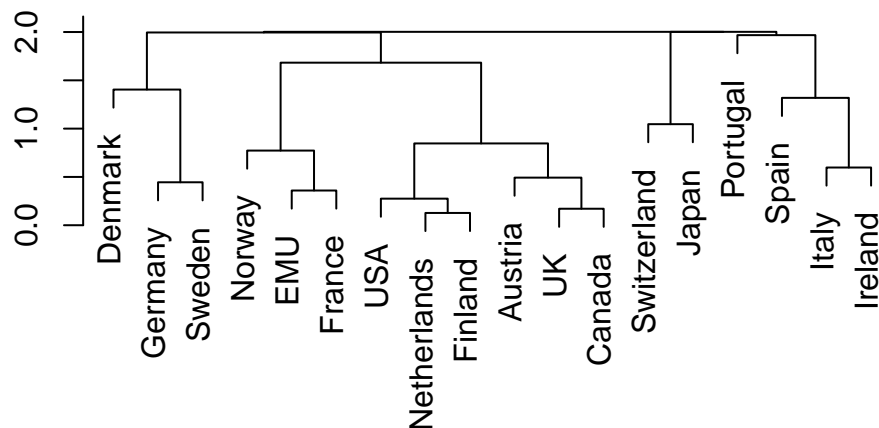 2.0
1.0
0.0
Denmark
Germany
Sweden
Norway
EMU
France
USA
Netherlands
Finland
Austria
UK
Canada
Switzerland
Japan
Portugal
Spain
Italy
Ireland